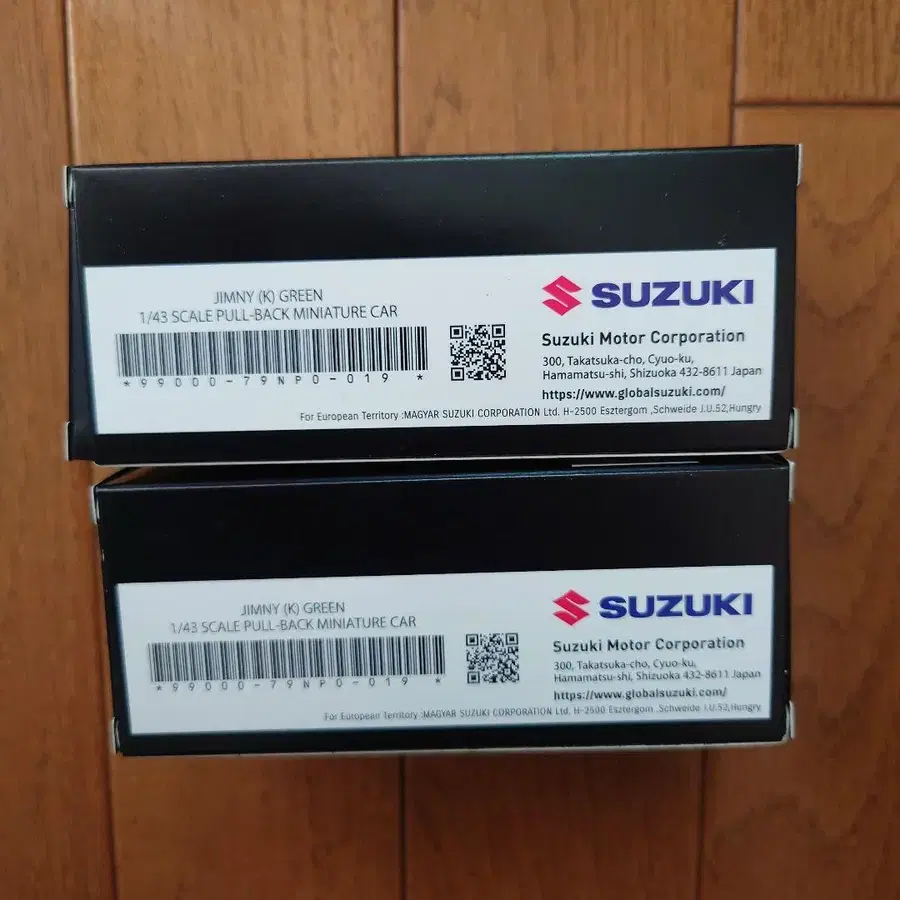 JIMNY (K) GREEN
1/43 SCALE PULL-BACK MINIATURE CAR
*99000-79NP0-019 *
SUZUKI
Suzuki Motor Corporation
300, Takatsuka-cho, Cyuo-ku,
Hamamatsu-shi, Shizuoka 432-8611 Japan
https://www.globalsuzuki.com/
For European Territory :MAGYAR SUZUKI CORPORATION Ltd. H-2500 Esztergom ,Schweide J.U.52,Hungry
JIMNY (K) GREEN
1/43 SCALE PULL-BACK MINIATURE CAR
*99000-79NP0-019 *
SUZUKI
Suzuki Motor Corporation
300, Takatsuka-cho, Cyuo-ku,
Hamamatsu-shi, Shizuoka 432-8611 Japan
https://www.globalsuzuki.com/
For European Territory :MAGYAR SUZUKI CORPORATION Ltd. H-2500 Esztergom ,Schweide J.U.52,Hungry